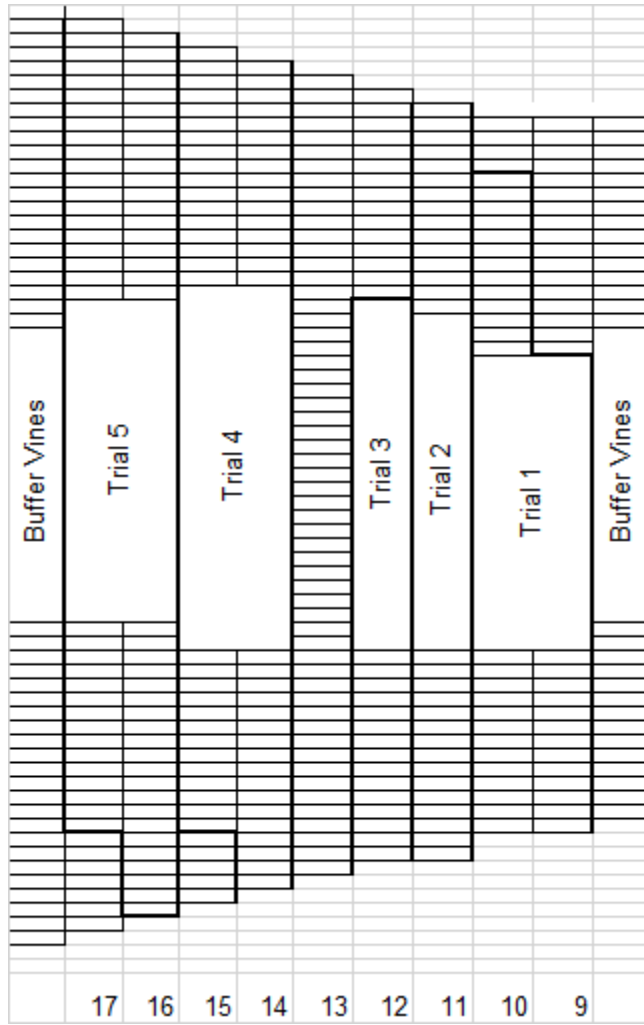 Buffer Vines
Trial 5
Trial 4
Trial 3
Trial 2
Trial 1
Buffer Vines
17 16 15 14 13 12 11 10 9